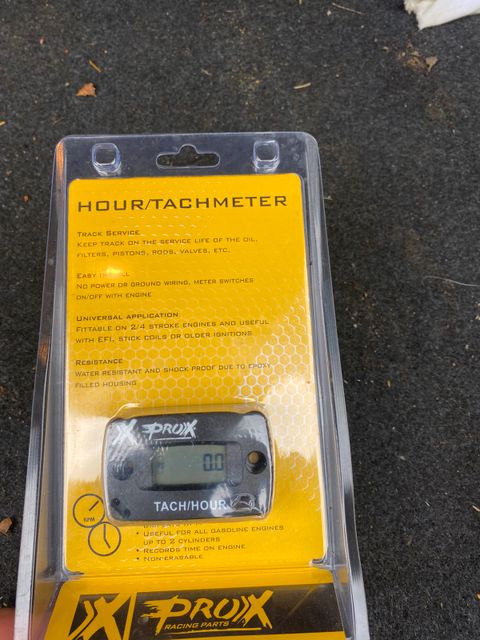 HOUR/TACHMETER
TRACK SERVICE
KEEP TRACK ON THE SERVICE LIFE OF THE OIL,
FILTERS, PISTONS, RODS, VALVES, ETC.
EASY
NO POWER OR GROUND WIRING, METER SWITCHES
ON/OFF WITH ENGINE
UNIVERSAL APPLICATION
FITTABLE ON 2/4 STROKE ENGINES AND USEFUL
WITH EFI, STICK COILS OR OLDER IGNITIONS
RESISTANCE
WATER RESISTANT AND SHOCK PROOF DUE TO EPOXY
FILLED HOUSING
PROX
0.0
TACH/HOUR
RPM
• USEFUL FOR ALL GASOLINE ENGINES
UP TO 2 CYLINDERS
• RECORDS TIME ON ENGINE
• NON-ERASABLE
PROX
RACING PARTS